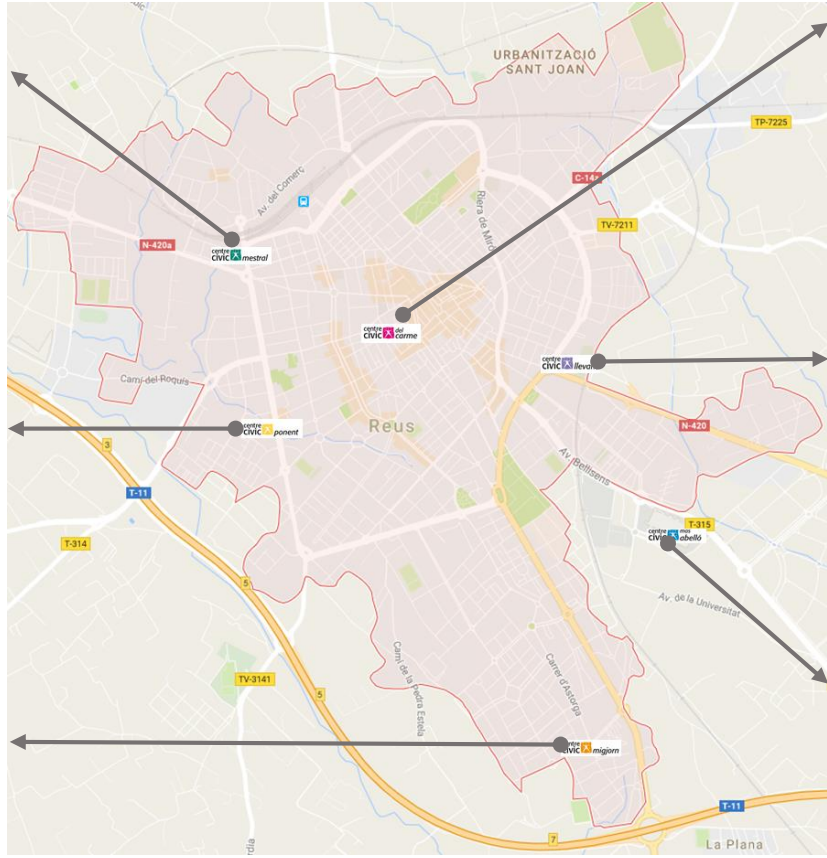 URBANITZACIÓ
SANT JOAN
TP-7225
C-14a
Av. del Comerç
Riera de Miró
TV-7211
N-420a
centre
cívic X mestral
centre del
cívic X carme
centre
cívic X lleva
Camí del Roquís
centre
cívic X ponent
Reus
N-420
3
Av. Bellisens
T-11
T-315
centre mas
cívic X abelló
T-314
5
Av. de la Universitat
Camí de la Pedra Estela
Carrer d'Astorga
TV-3141
5
centre
cívic X migjorn
T-11
7
La Plana